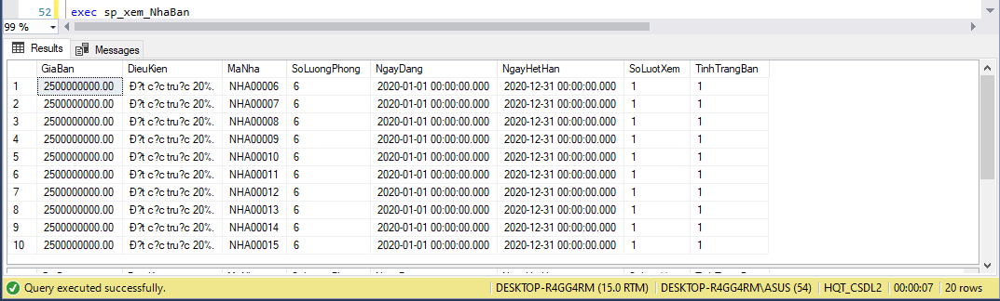 52 exec sp_xem_NhaBan
99 %
Results Messages
GiaBan DieuKien MaNha SoLuongPhong NgayDang NgayHetHan SoLuotXem TinhTrangBan
1 2500000000.00 Đ?t c?c tru?c 20%. NHA00006 6 2020-01-01 00:00:00.000 2020-12-31 00:00:00.000 1 1
2 2500000000.00 Đ?t c?c tru?c 20%. NHA00007 6 2020-01-01 00:00:00.000 2020-12-31 00:00:00.000 1 1
3 2500000000.00 Đ?t c?c tru?c 20%. NHA00008 6 2020-01-01 00:00:00.000 2020-12-31 00:00:00.000 1 1
4 2500000000.00 Đ?t c?c tru?c 20%. NHA00009 6 2020-01-01 00:00:00.000 2020-12-31 00:00:00.000 1 1
5 2500000000.00 Đ?t c?c tru?c 20%. NHA00010 6 2020-01-01 00:00:00.000 2020-12-31 00:00:00.000 1 1
6 2500000000.00 Đ?t c?c tru?c 20%. NHA00011 6 2020-01-01 00:00:00.000 2020-12-31 00:00:00.000 1 1
7 2500000000.00 Đ?t c?c tru?c 20%. NHA00012 6 2020-01-01 00:00:00.000 2020-12-31 00:00:00.000 1 1
8 2500000000.00 Đ?t c?c tru?c 20%. NHA00013 6 2020-01-01 00:00:00.000 2020-12-31 00:00:00.000 1 1
9 2500000000.00 Đ?t c?c tru?c 20%. NHA00014 6 2020-01-01 00:00:00.000 2020-12-31 00:00:00.000 1 1
10 2500000000.00 Đ?t c?c tru?c 20%. NHA00015 6 2020-01-01 00:00:00.000 2020-12-31 00:00:00.000 1 1
Query executed successfully. DESKTOP-R4GG4RM (15.0 RTM) DESKTOP-R4GG4RM\ASUS (54) HQT_CSDL2 00:00:07 20 rows